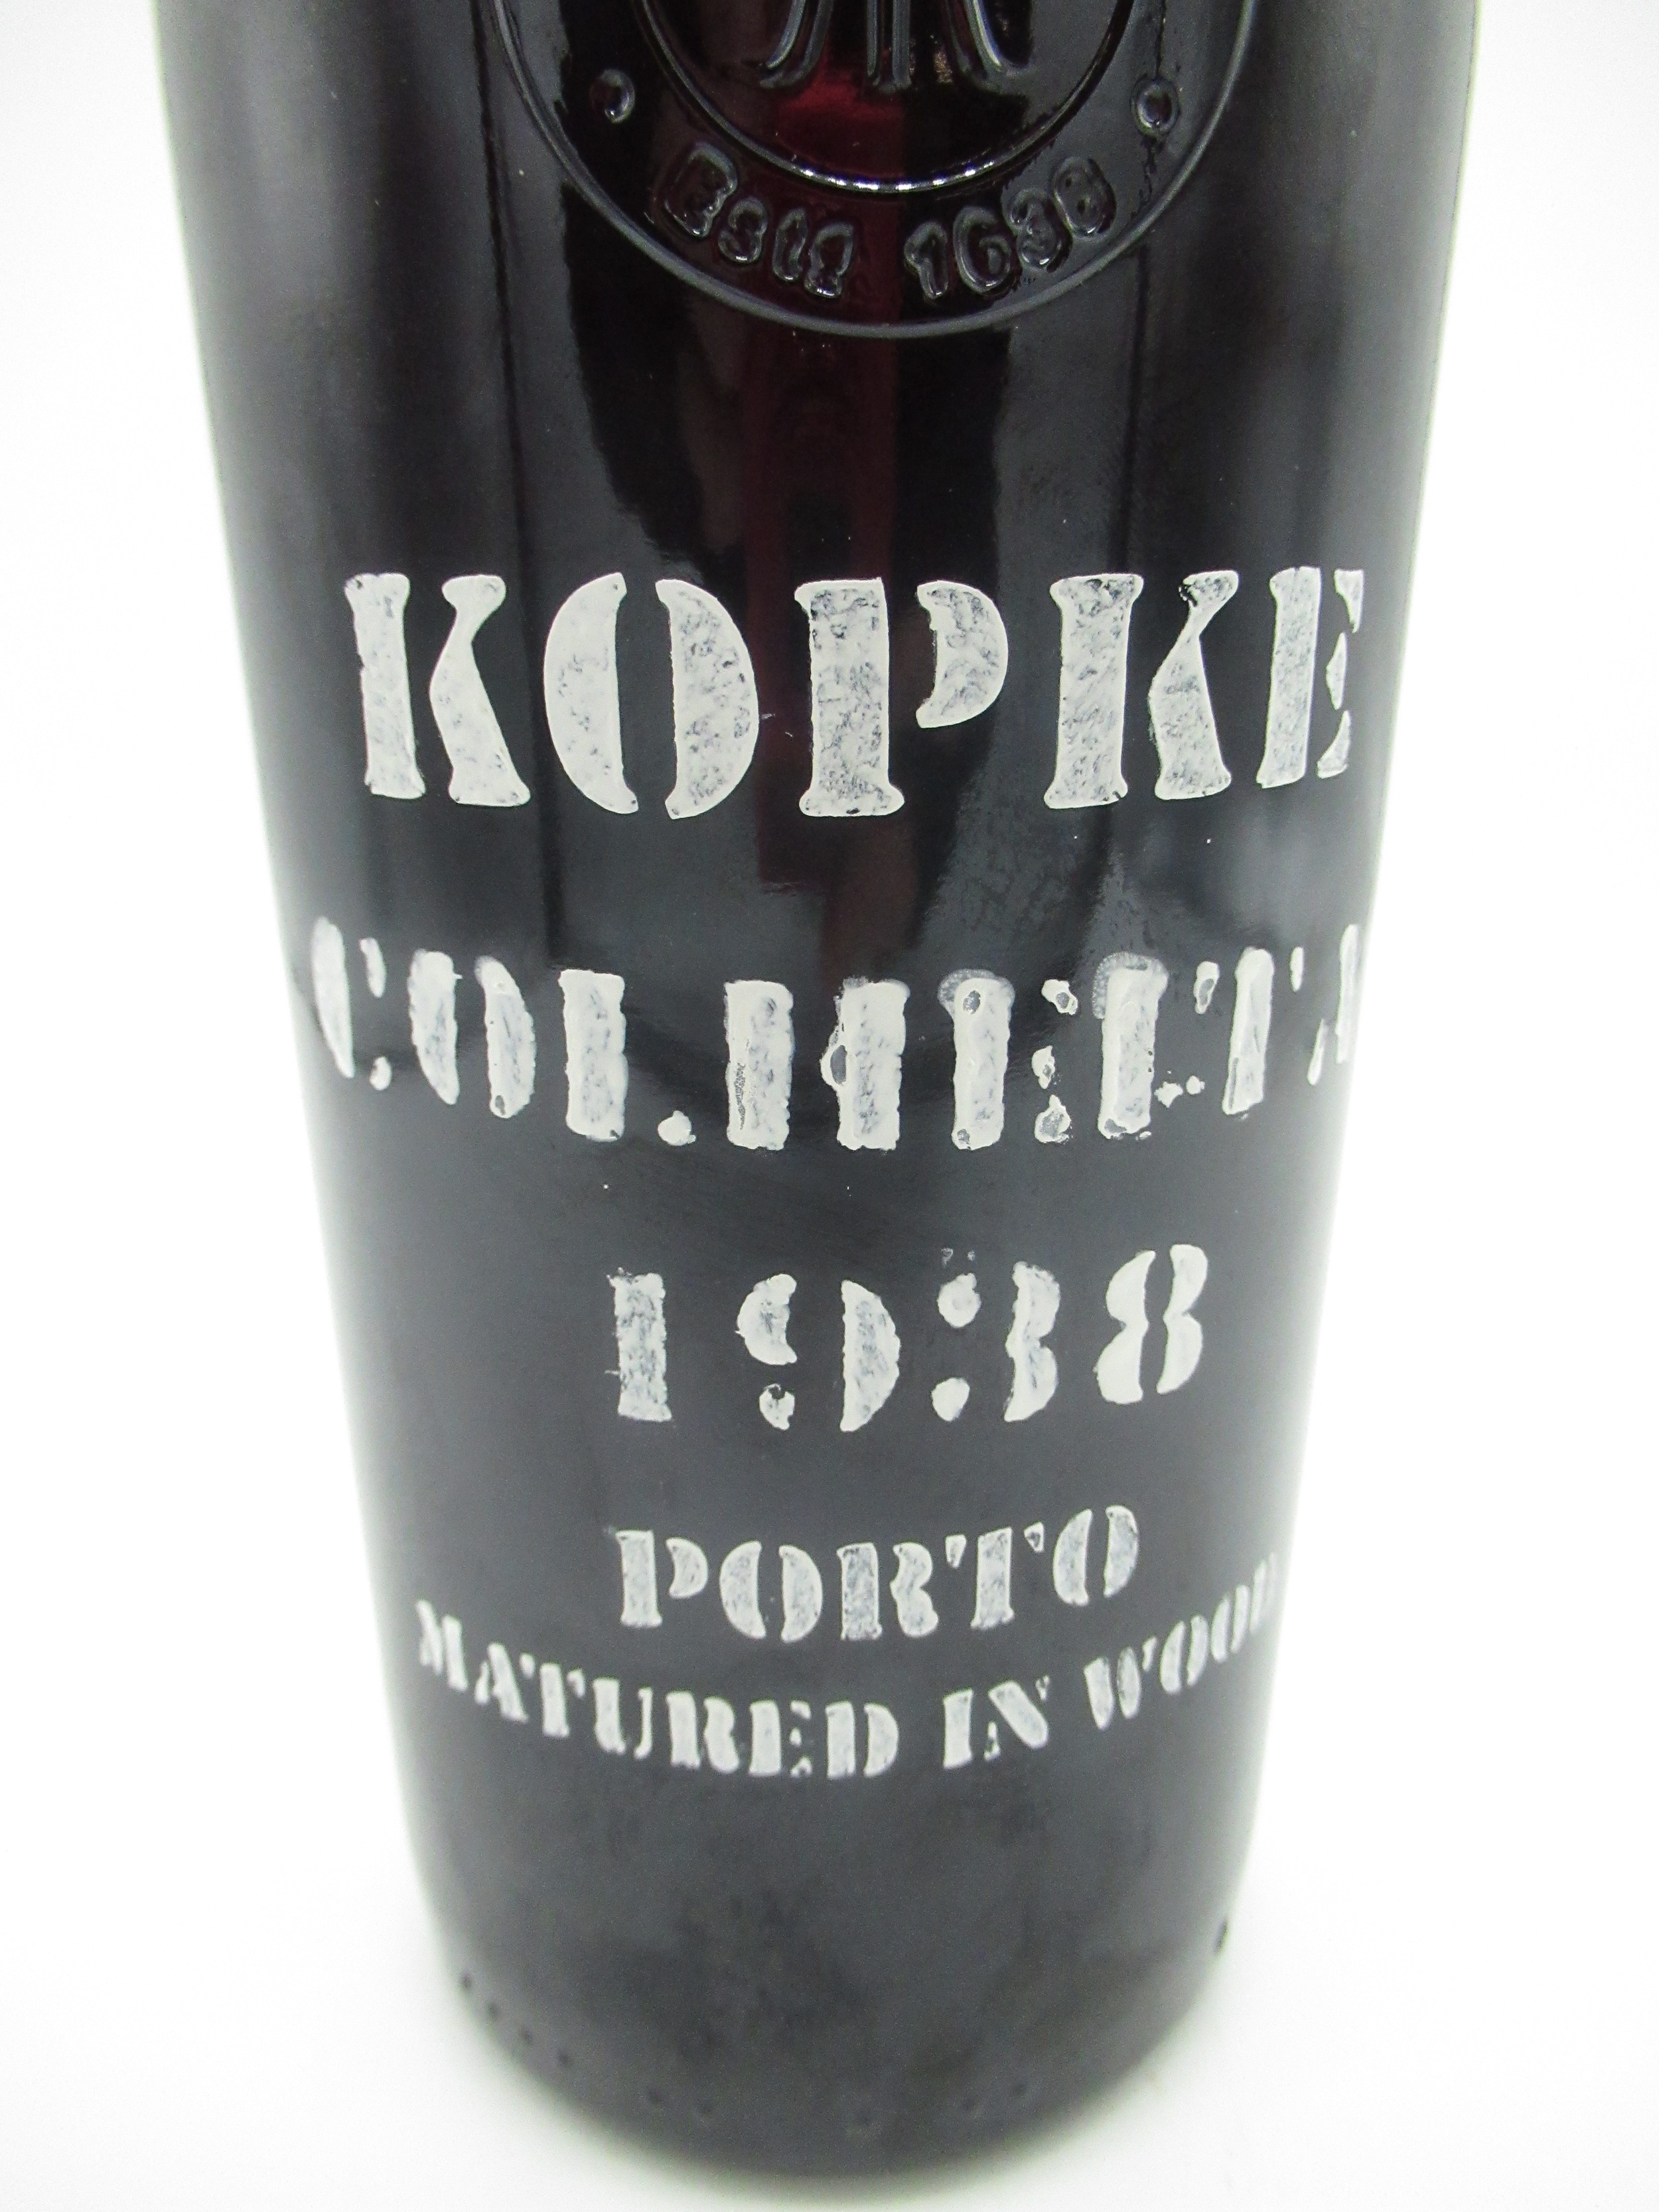 Estd 1638
KOPKE
COLHEITA
1938
PORTO
MATURED IN WOOD